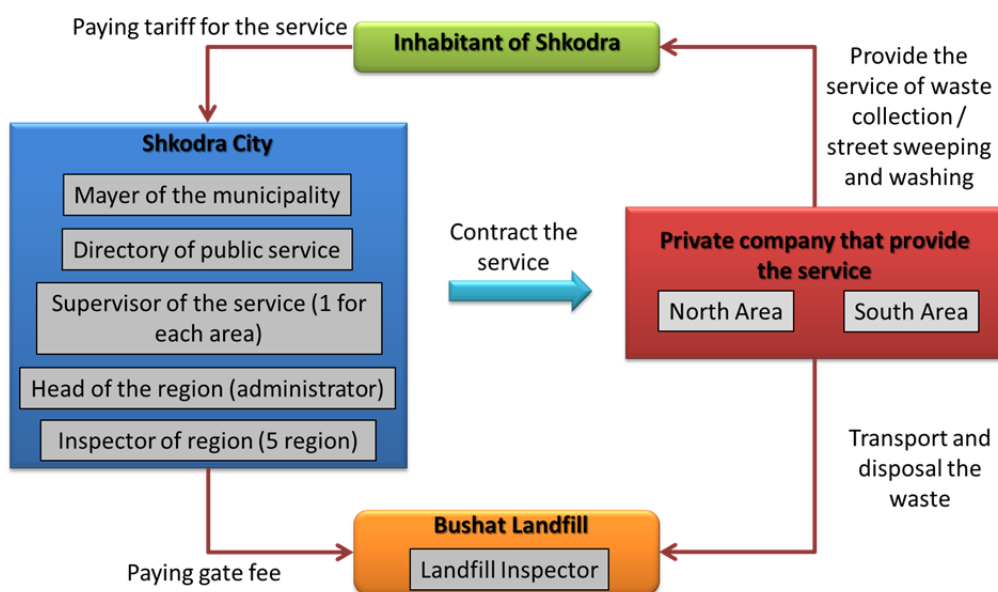 Paying tariff for the service
Inhabitant of Shkodra
Provide the
service of waste
collection /
street sweeping
and washing
Shkodra City
Mayer of the municipality
Directory of public service
Supervisor of the service (1 for
each area)
Head of the region (administrator)
Inspector of region (5 region)
Contract the
service
Private company that provide
the service
North Area
South Area
Transport and
disposal the
waste
Bushat Landfill
Landfill Inspector
Paying gate fee